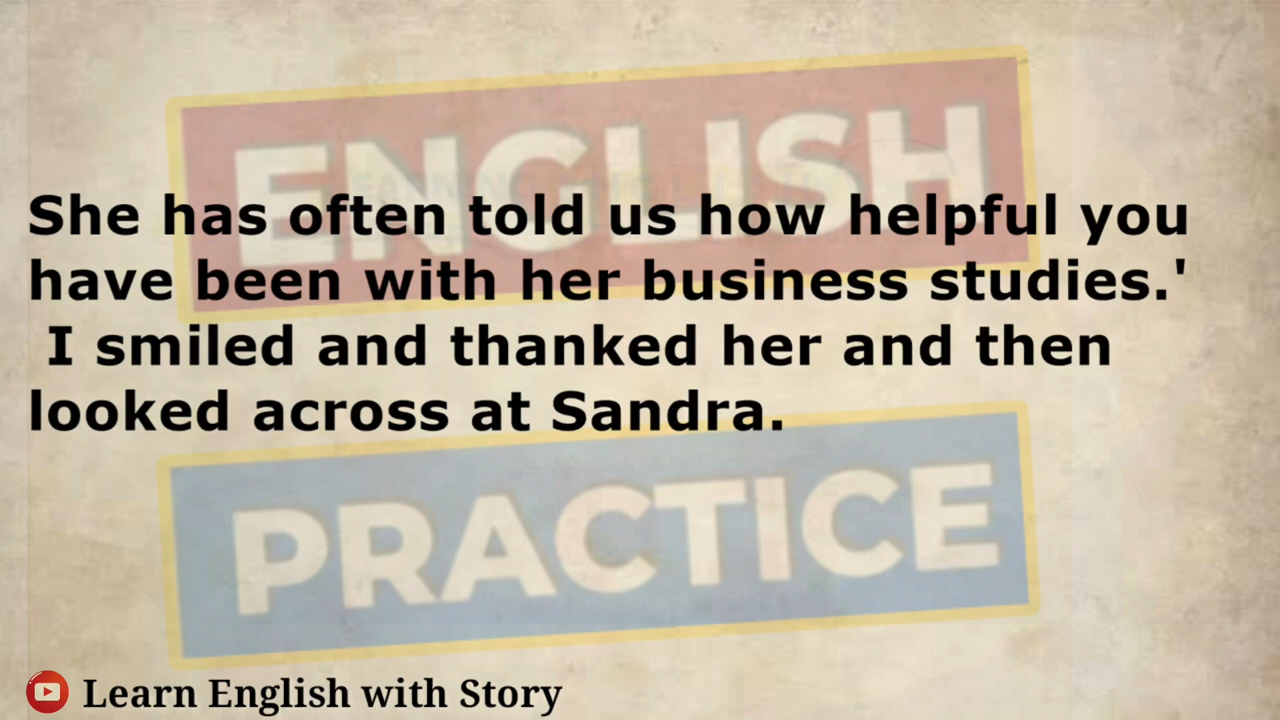 ENGLISH
She has often told us how helpful you
have been with her business studies.'
I smiled and thanked her and then
looked across at Sandra.
PRACTICE
Learn English with Story